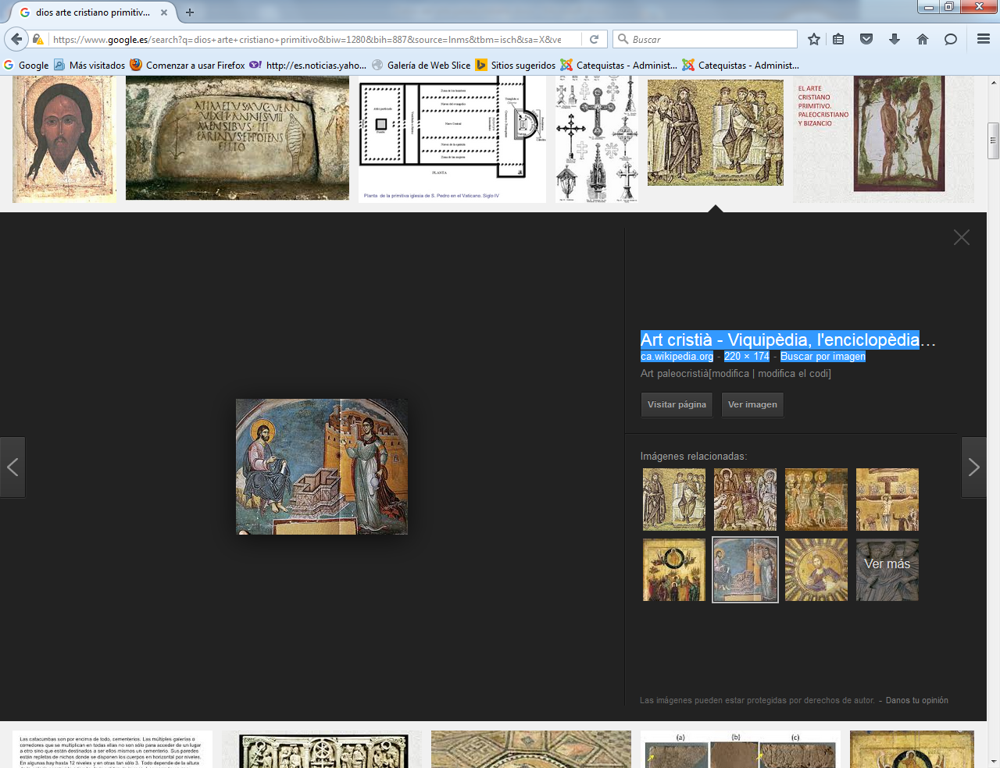 dios arte cristiano primitiv...
https://www.google.es/search?q=dios+arte+cristiano+primitivo&biw=1280&bih=887&source=lnms&tbm=isch&sa=X&ve
Buscar
Google
Más visitados
Comenzar a usar Firefox
http://es.noticias.yaho...
Galería de Web Slice
Sitios sugeridos
Catequistas - Administ...
Catequistas - Administ...
PLANTA
Planta de la primitiva iglesia de S. Pedro en el Vaticano. Siglo IV
EL ARTE
CRISTIANO
PRIMITIVO.
PALEOCRISTIANO
Y BIZANCIO
Art cristià - Viquipèdia, l'enciclopèdia...
ca.wikipedia.org - 220 × 174 - Buscar por imagen
Art paleocristià[modifica | modifica el codi]
Visitar página
Ver imagen
Imágenes relacionadas:
Ver más
Las imágenes pueden estar protegidas por derechos de autor. - Danos tu opinión
Las catacumbas son por encima de todo, cementerios. Las múltiples galerías o
corredores que se multiplican en todas ellas no son sólo para acceder de un lugar
a otro sino que están destinados a ser ellos mismos un cementerio. Sus paredes
están repletas de nichos donde se disponen los cuerpos en horizontal por niveles.
En algunas hay hasta 12 niveles y en otras tan sólo 3. Todo depende de la altura
(a)
(b)
(c)